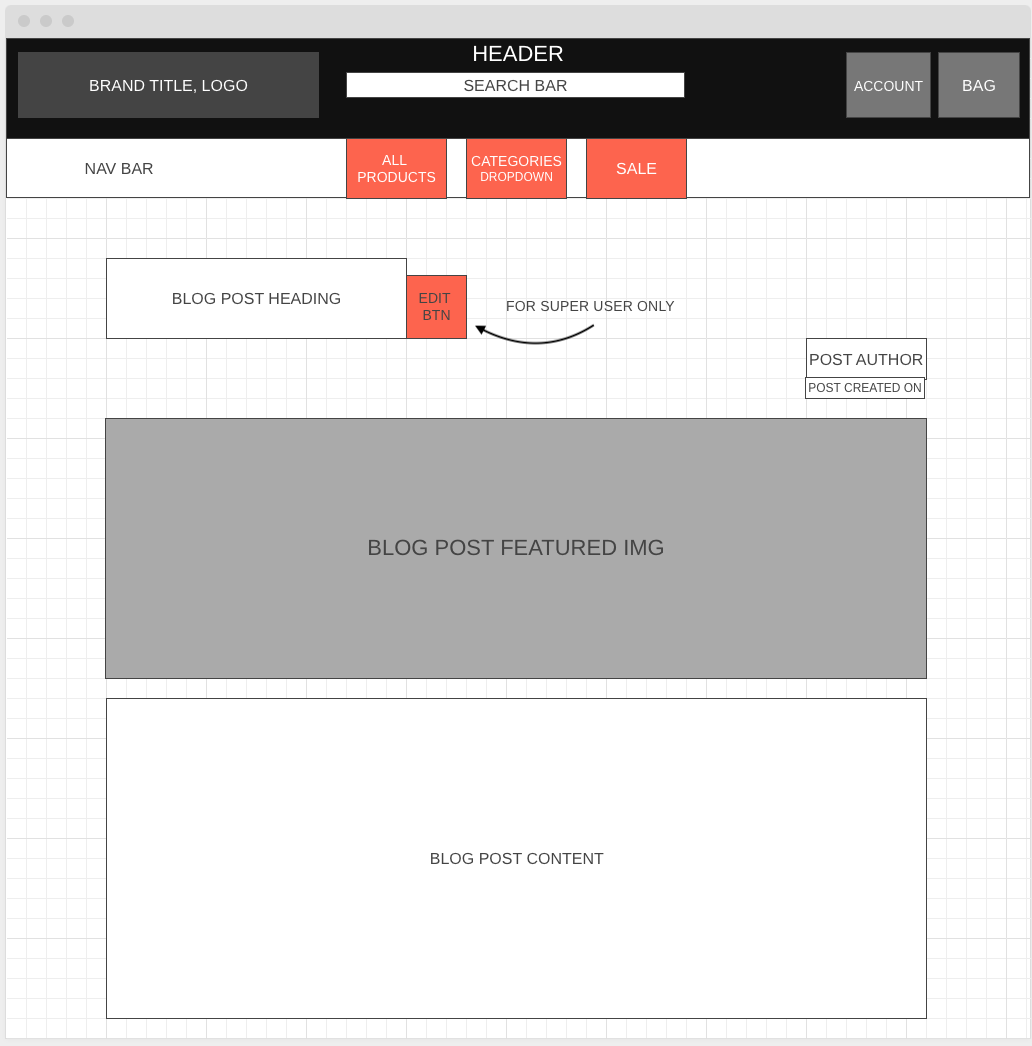 HEADER
BRAND TITLE, LOGO
SEARCH BAR
ACCOUNT
BAG
NAV BAR
ALL
PRODUCTS
CATEGORIES
DROPDOWN
SALE
BLOG POST HEADING
EDIT
BTN
FOR SUPER USER ONLY
POST AUTHOR
POST CREATED ON
BLOG POST FEATURED IMG
BLOG POST CONTENT